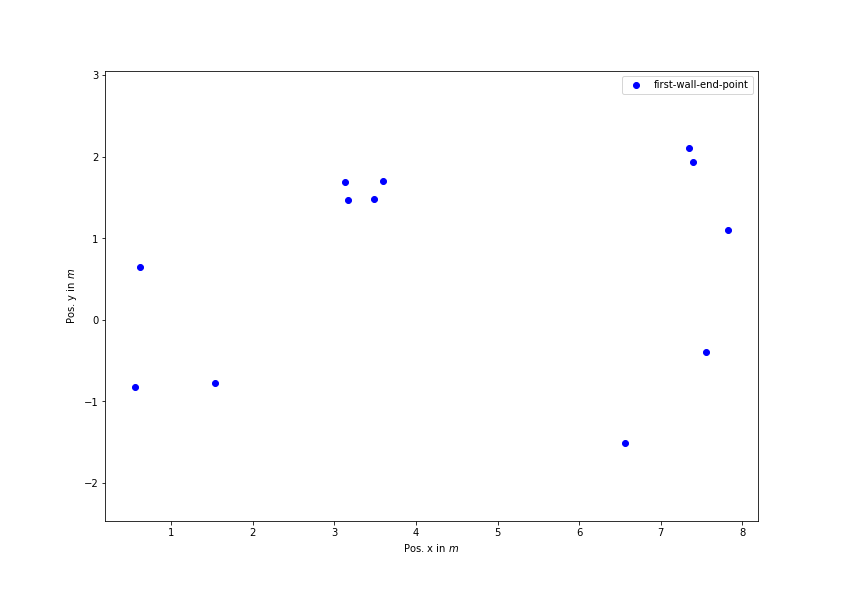 first-wall-end-point
3
2
1
0
−1
−2
Pos. y in m
1 2 3 4 5 6 7 8
Pos. x in m